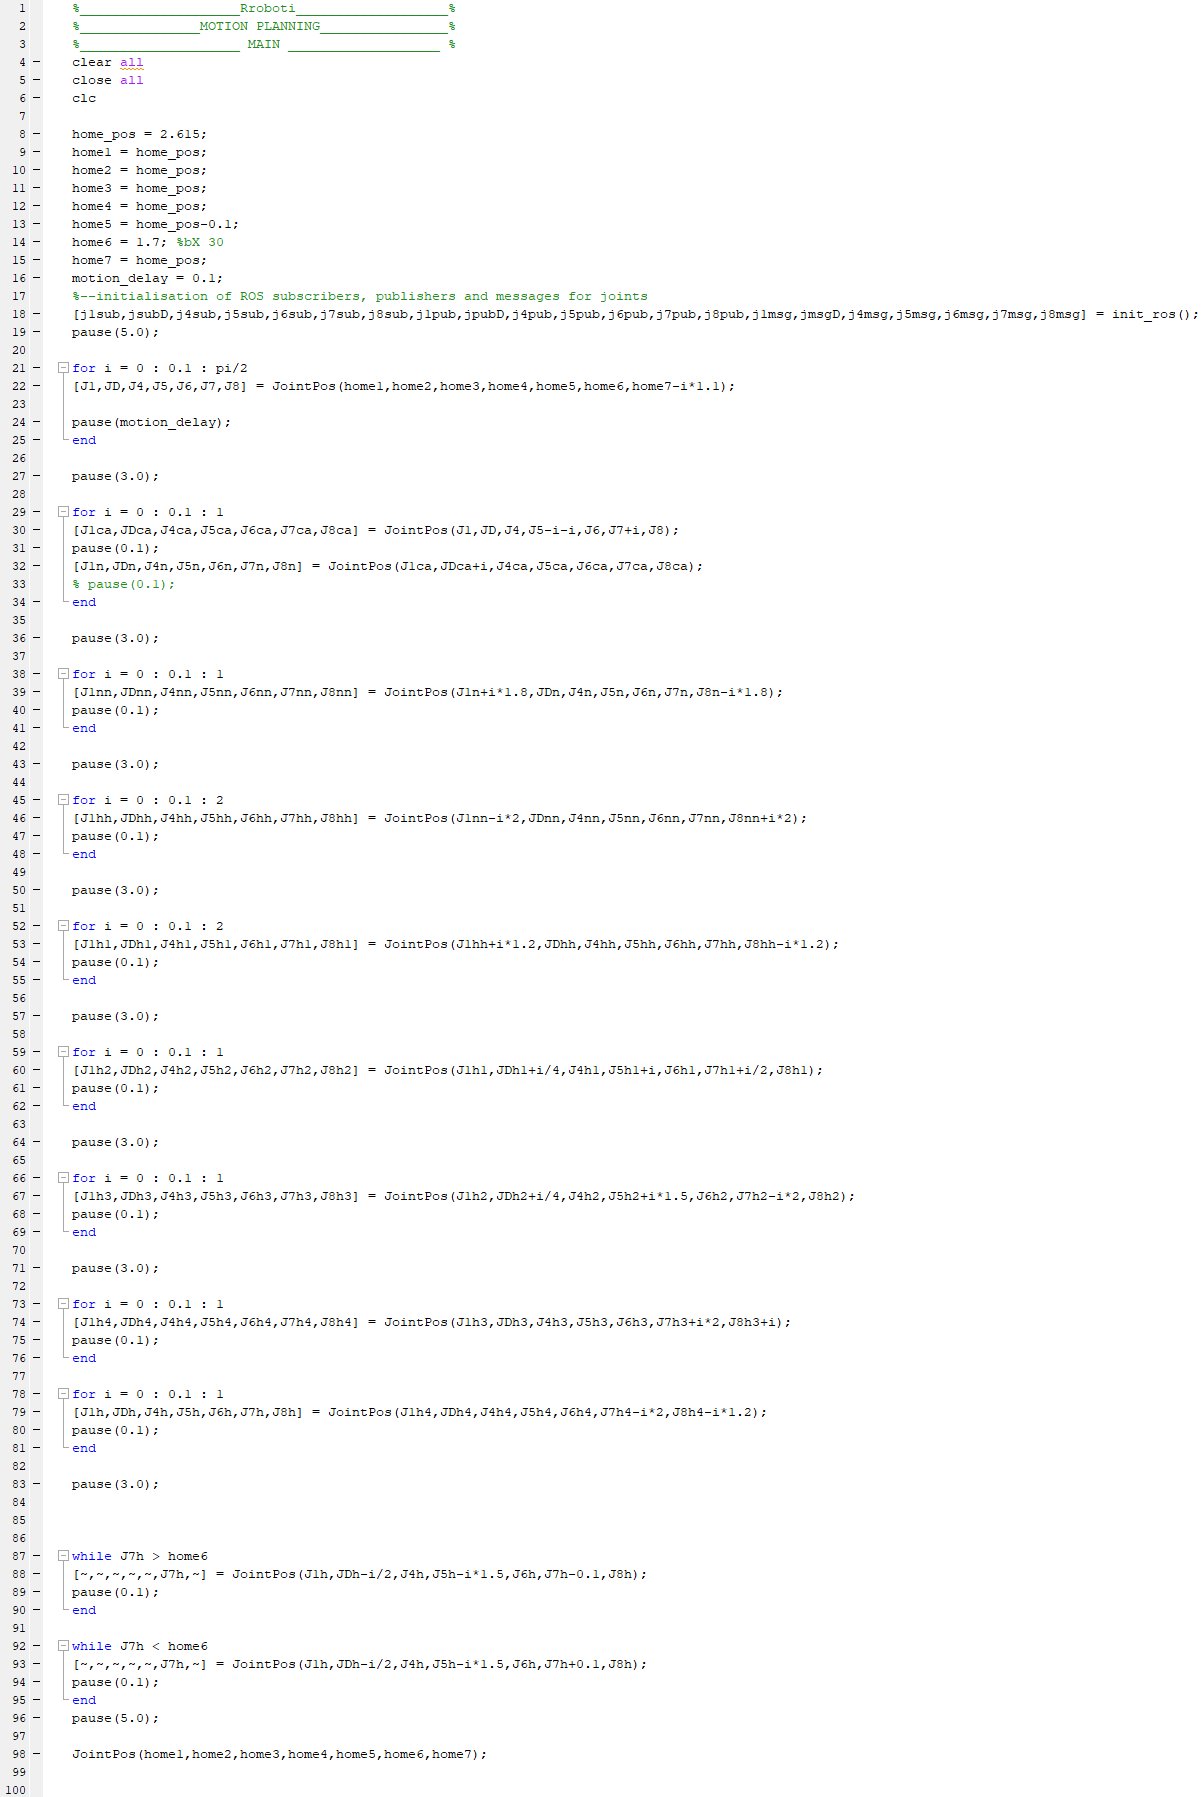 1 %____________________Rroboti___________________%
2 %_______________MOTION PLANNING________________%
3 %____________________ MAIN ___________________ %
4 - clear all
5 - close all
6 - clc
7
8 - home_pos = 2.615;
9 - home1 = home_pos;
10 - home2 = home_pos;
11 - home3 = home_pos;
12 - home4 = home_pos;
13 - home5 = home_pos-0.1;
14 - home6 = 1.7; %bX 30
15 - home7 = home_pos;
16 - motion_delay = 0.1;
17 %--initialisation of ROS subscribers, publishers and messages for joints
18 - [j1sub,jsubD,j4sub,j5sub,j6sub,j7sub,j8sub,j1pub,jpubD,j4pub,j5pub,j6pub,j7pub,j8pub,j1msg,jmsgD,j4msg,j5msg,j6msg,j7msg,j8msg] = init_ros();
19 - pause(5.0);
20
21 - for i = 0 : 0.1 : pi/2
22 - [J1,JD,J4,J5,J6,J7,J8] = JointPos(home1,home2,home3,home4,home5,home6,home7-i*1.1);
23
24 - pause(motion_delay);
25 - end
26
27 - pause(3.0);
28
29 - for i = 0 : 0.1 : 1
30 - [J1ca,JDca,J4ca,J5ca,J6ca,J7ca,J8ca] = JointPos(J1,JD,J4,J5-i-i,J6,J7+i,J8);
31 - pause(0.1);
32 - [J1n,JDn,J4n,J5n,J6n,J7n,J8n] = JointPos(J1ca,JDca+i,J4ca,J5ca,J6ca,J7ca,J8ca);
33 % pause(0.1);
34 - end
35
36 - pause(3.0);
37
38 - for i = 0 : 0.1 : 1
39 - [J1nn,JDnn,J4nn,J5nn,J6nn,J7nn,J8nn] = JointPos(J1n+i*1.8,JDn,J4n,J5n,J6n,J7n,J8n-i*1.8);
40 - pause(0.1);
41 - end
42
43 - pause(3.0);
44
45 - for i = 0 : 0.1 : 2
46 - [J1hh,JDhh,J4hh,J5hh,J6hh,J7hh,J8hh] = JointPos(J1nn-i*2,JDnn,J4nn,J5nn,J6nn,J7nn,J8nn+i*2);
47 - pause(0.1);
48 - end
49
50 - pause(3.0);
51
52 - for i = 0 : 0.1 : 2
53 - [J1h1,JDh1,J4h1,J5h1,J6h1,J7h1,J8h1] = JointPos(J1hh+i*1.2,JDhh,J4hh,J5hh,J6hh,J7hh,J8hh-i*1.2);
54 - pause(0.1);
55 - end
56
57 - pause(3.0);
58
59 - for i = 0 : 0.1 : 1
60 - [J1h2,JDh2,J4h2,J5h2,J6h2,J7h2,J8h2] = JointPos(J1h1,JDh1+i/4,J4h1,J5h1+i,J6h1,J7h1+i/2,J8h1);
61 - pause(0.1);
62 - end
63
64 - pause(3.0);
65
66 - for i = 0 : 0.1 : 1
67 - [J1h3,JDh3,J4h3,J5h3,J6h3,J7h3,J8h3] = JointPos(J1h2,JDh2+i/4,J4h2,J5h2+i*1.5,J6h2,J7h2-i*2,J8h2);
68 - pause(0.1);
69 - end
70
71 - pause(3.0);
72
73 - for i = 0 : 0.1 : 1
74 - [J1h4,JDh4,J4h4,J5h4,J6h4,J7h4,J8h4] = JointPos(J1h3,JDh3,J4h3,J5h3,J6h3,J7h3+i*2,J8h3+i);
75 - pause(0.1);
76 - end
77
78 - for i = 0 : 0.1 : 1
79 - [J1h,JDh,J4h,J5h,J6h,J7h,J8h] = JointPos(J1h4,JDh4,J4h4,J5h4,J6h4,J7h4-i*2,J8h4-i*1.2);
80 - pause(0.1);
81 - end
82
83 - pause(3.0);
84
85
86
87 - while J7h > home6
88 - [~,~,~,~,~,J7h,~] = JointPos(J1h,JDh-i/2,J4h,J5h-i*1.5,J6h,J7h-0.1,J8h);
89 - pause(0.1);
90 - end
91
92 - while J7h < home6
93 - [~,~,~,~,~,J7h,~] = JointPos(J1h,JDh-i/2,J4h,J5h-i*1.5,J6h,J7h+0.1,J8h);
94 - pause(0.1);
95 - end
96 - pause(5.0);
97
98 - JointPos(home1,home2,home3,home4,home5,home6,home7);
99
100